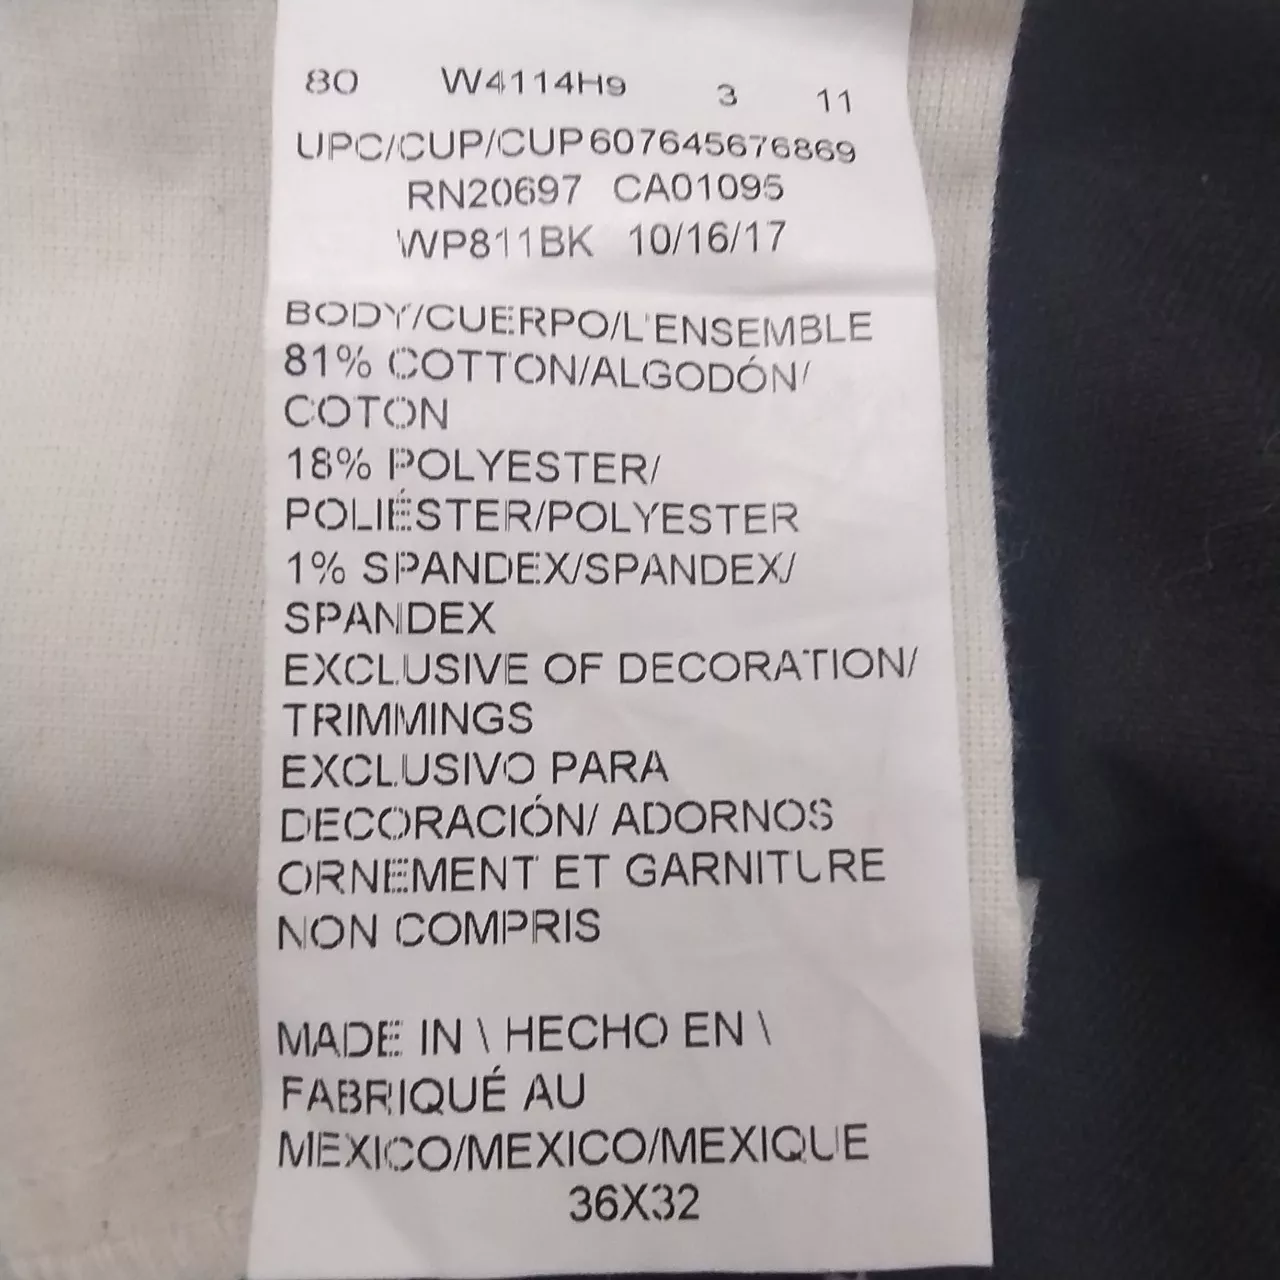 80 W4114H9 3 11
UPC/CUP/CUP607645676869
RN20697 CA01095
WP811BK 10/16/17
BODY/CUERPO/L'ENSEMBLE
81% COTTON/ALGODÓN/
COTON
18% POLYESTER/
POLIÉSTER/POLYESTER
1% SPANDEX/SPANDEX/
SPANDEX
EXCLUSIVE OF DECORATION/
TRIMMINGS
EXCLUSIVO PARA
DECORACIÓN/ ADORNOS
ORNEMENT ET GARNITURE
NON COMPRIS
MADE IN \ HECHO EN \
FABRIQUÉ AU
MEXICO/MEXICO/MEXIQUE
36X32